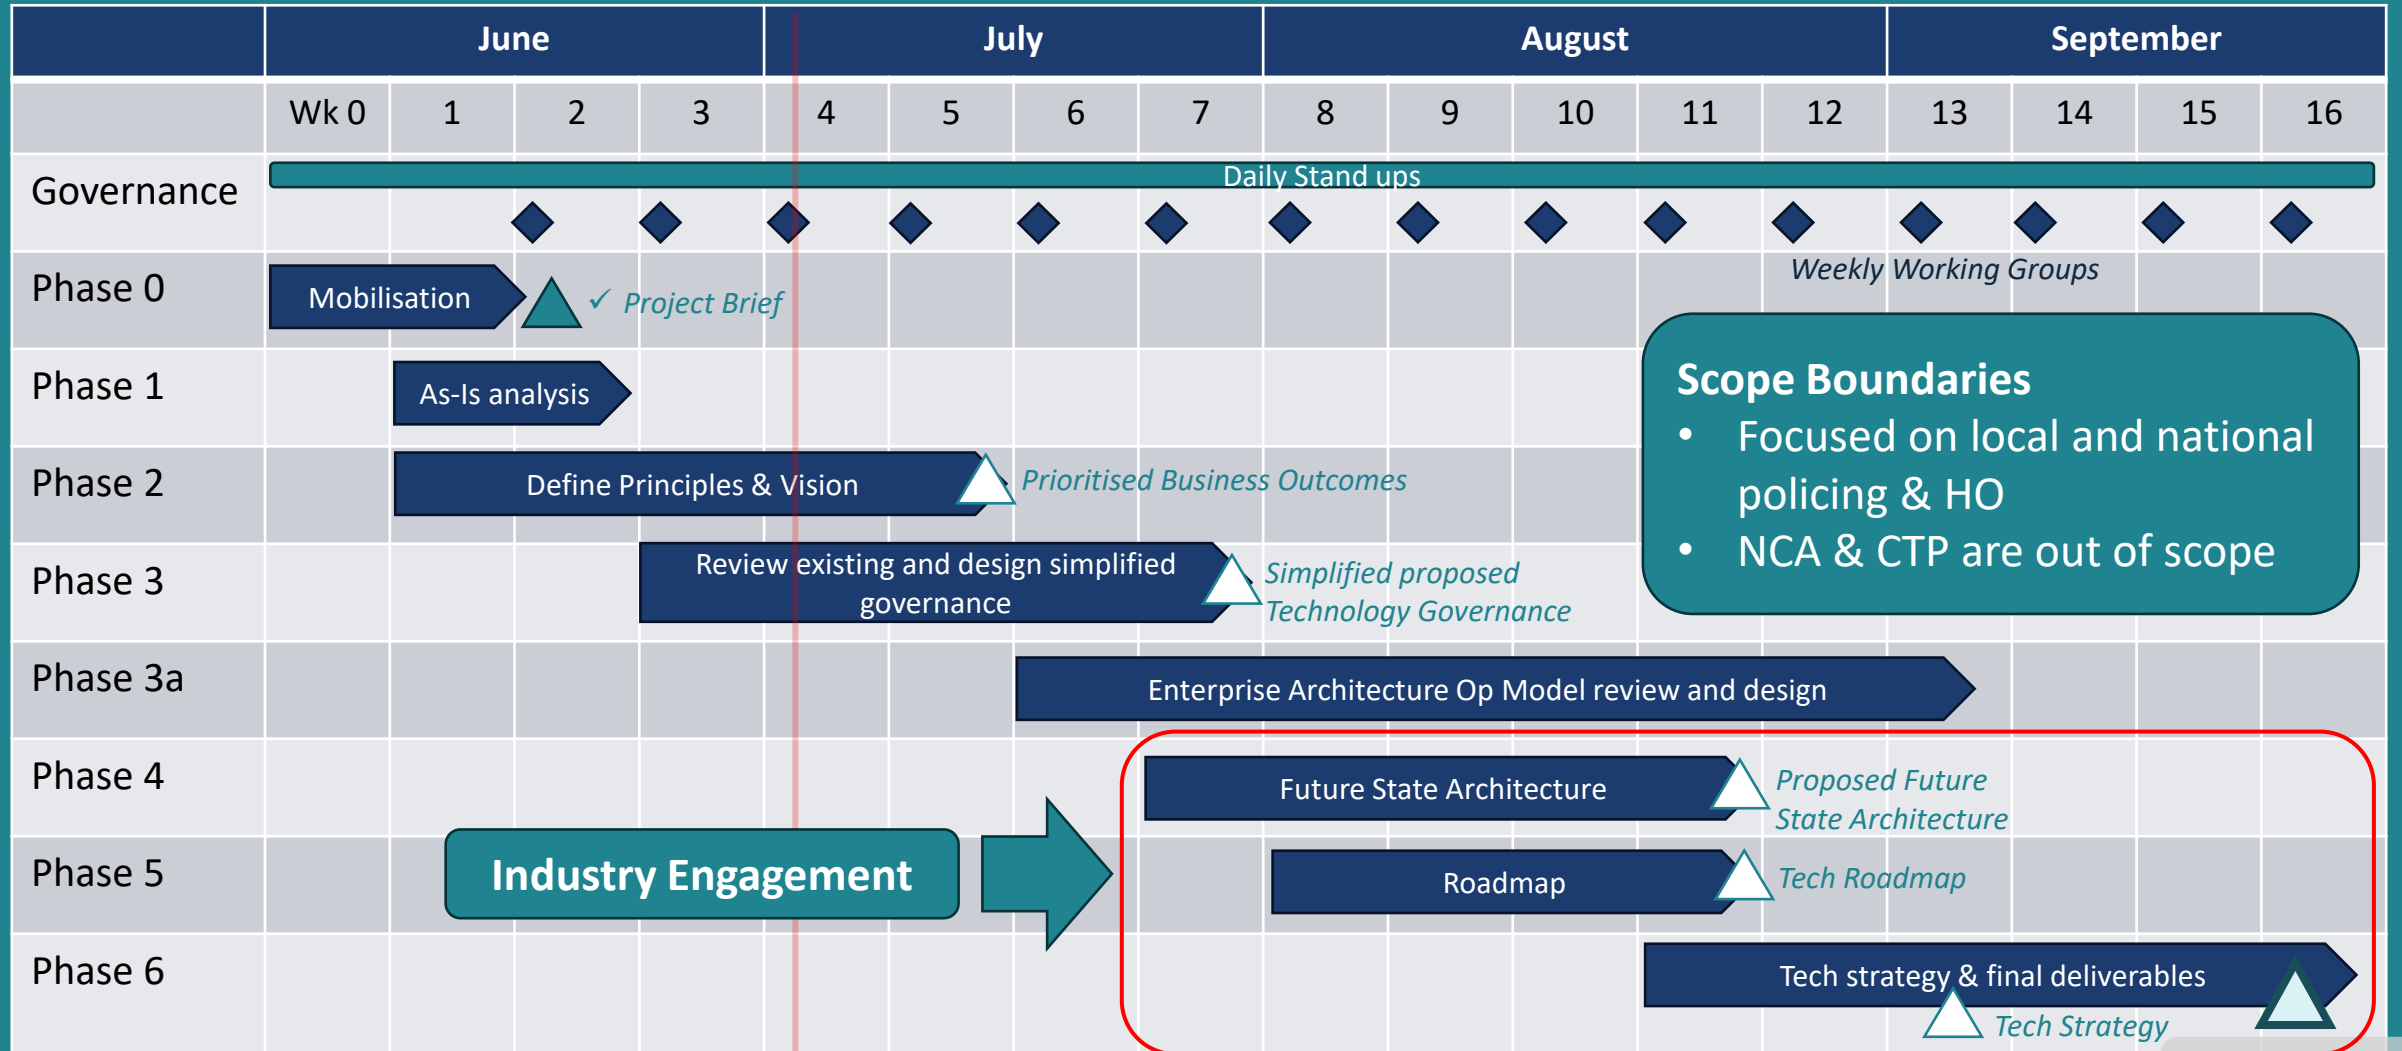 June July August September
Wk 0 1 2 3 4 5 6 7 8 9 10 11 12 13 14 15 16
Governance
Daily Stand ups
Weekly Working Groups
Phase 0
Mobilisation
✓ Project Brief
Phase 1
As-Is analysis
Phase 2
Define Principles & Vision
Prioritised Business Outcomes
Phase 3
Review existing and design simplified
governance
Simplified proposed
Technology Governance
Scope Boundaries
• Focused on local and national
policing & HO
• NCA & CTP are out of scope
Phase 3a
Enterprise Architecture Op Model review and design
Phase 4
Future State Architecture
Proposed Future
State Architecture
Phase 5
Industry Engagement
Roadmap
Tech Roadmap
Phase 6
Tech strategy & final deliverables
Tech Strategy